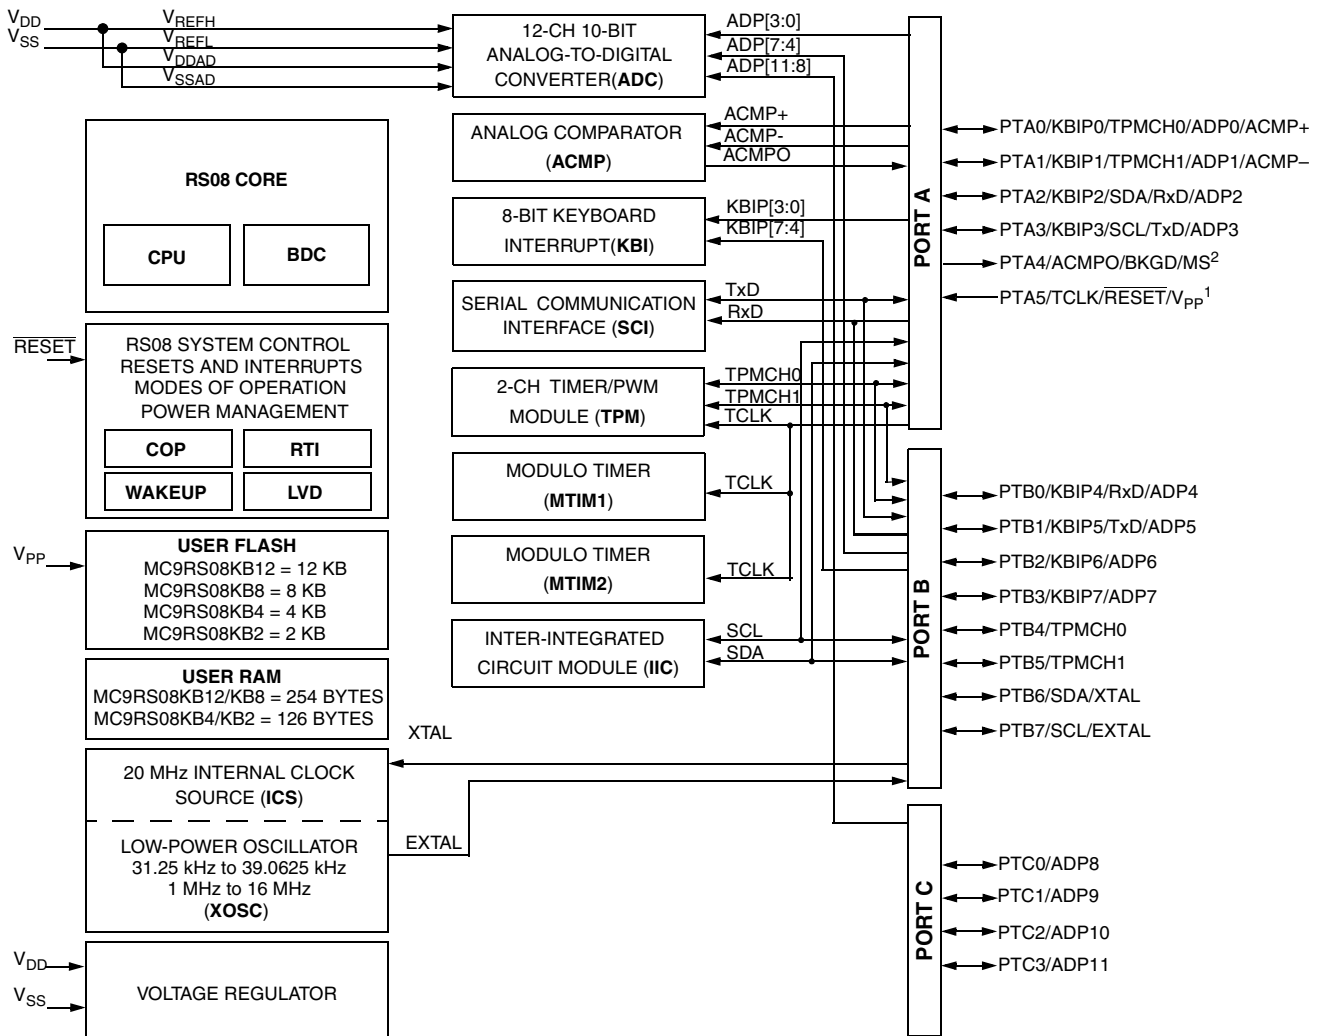 VDD
VSS
VREFH
VREFL
VDDAD
VSSAD
12-CH 10-BIT
ANALOG-TO-DIGITAL
CONVERTER(ADC)
ADP[3:0]
ADP[7:4]
ADP[11:8]
ANALOG COMPARATOR
(ACMP)
ACMP+
ACMP-
ACMPO
8-BIT KEYBOARD
INTERRUPT(KBI)
KBIP[3:0]
KBIP[7:4]
SERIAL COMMUNICATION
INTERFACE (SCI)
TxD
RxD
2-CH TIMER/PWM
MODULE (TPM)
TPMCH0
TPMCH1
TCLK
MODULO TIMER
(MTIM1)
TCLK
MODULO TIMER
(MTIM2)
TCLK
INTER-INTEGRATED
CIRCUIT MODULE (IIC)
SCL
SDA
RS08 CORE
CPU
BDC
RESET
RS08 SYSTEM CONTROL
RESETS AND INTERRUPTS
MODES OF OPERATION
POWER MANAGEMENT
COP
RTI
WAKEUP
LVD
VPP
USER FLASH
MC9RS08KB12 = 12 KB
MC9RS08KB8 = 8 KB
MC9RS08KB4 = 4 KB
MC9RS08KB2 = 2 KB
USER RAM
MC9RS08KB12/KB8 = 254 BYTES
MC9RS08KB4/KB2 = 126 BYTES
XTAL
20 MHz INTERNAL CLOCK
SOURCE (ICS)
LOW-POWER OSCILLATOR
31.25 kHz to 39.0625 kHz
1 MHz to 16 MHz
(XOSC)
EXTAL
VDD
VSS
VOLTAGE REGULATOR
PORT A
PTA0/KBIP0/TPMCH0/ADP0/ACMP+
PTA1/KBIP1/TPMCH1/ADP1/ACMP–
PTA2/KBIP2/SDA/RxD/ADP2
PTA3/KBIP3/SCL/TxD/ADP3
PTA4/ACMPO/BKGD/MS2
PTA5/TCLK/RESET/VPP1
PORT B
PTB0/KBIP4/RxD/ADP4
PTB1/KBIP5/TxD/ADP5
PTB2/KBIP6/ADP6
PTB3/KBIP7/ADP7
PTB4/TPMCH0
PTB5/TPMCH1
PTB6/SDA/XTAL
PTB7/SCL/EXTAL
PORT C
PTC0/ADP8
PTC1/ADP9
PTC2/ADP10
PTC3/ADP11